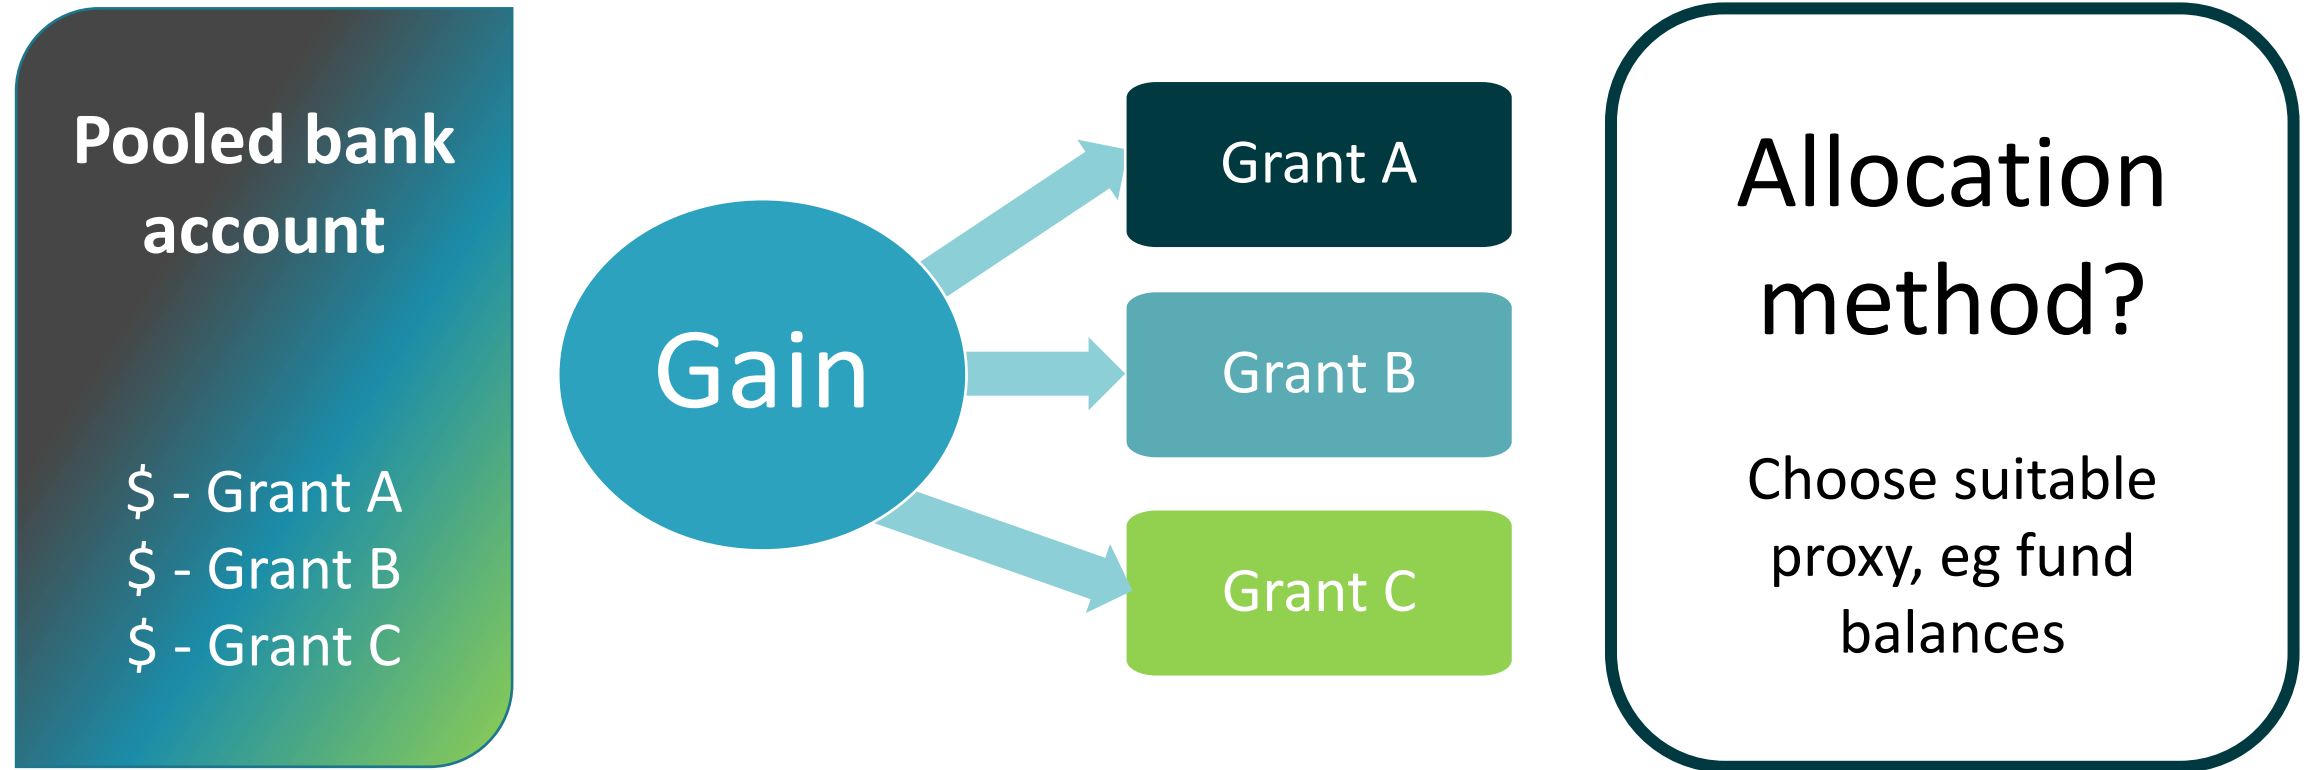 Pooled bank
account
$ - Grant A
$ - Grant B
$ - Grant C
Gain
Grant A
Grant B
Grant C
Allocation
method?
Choose suitable
proxy, eg fund
balances